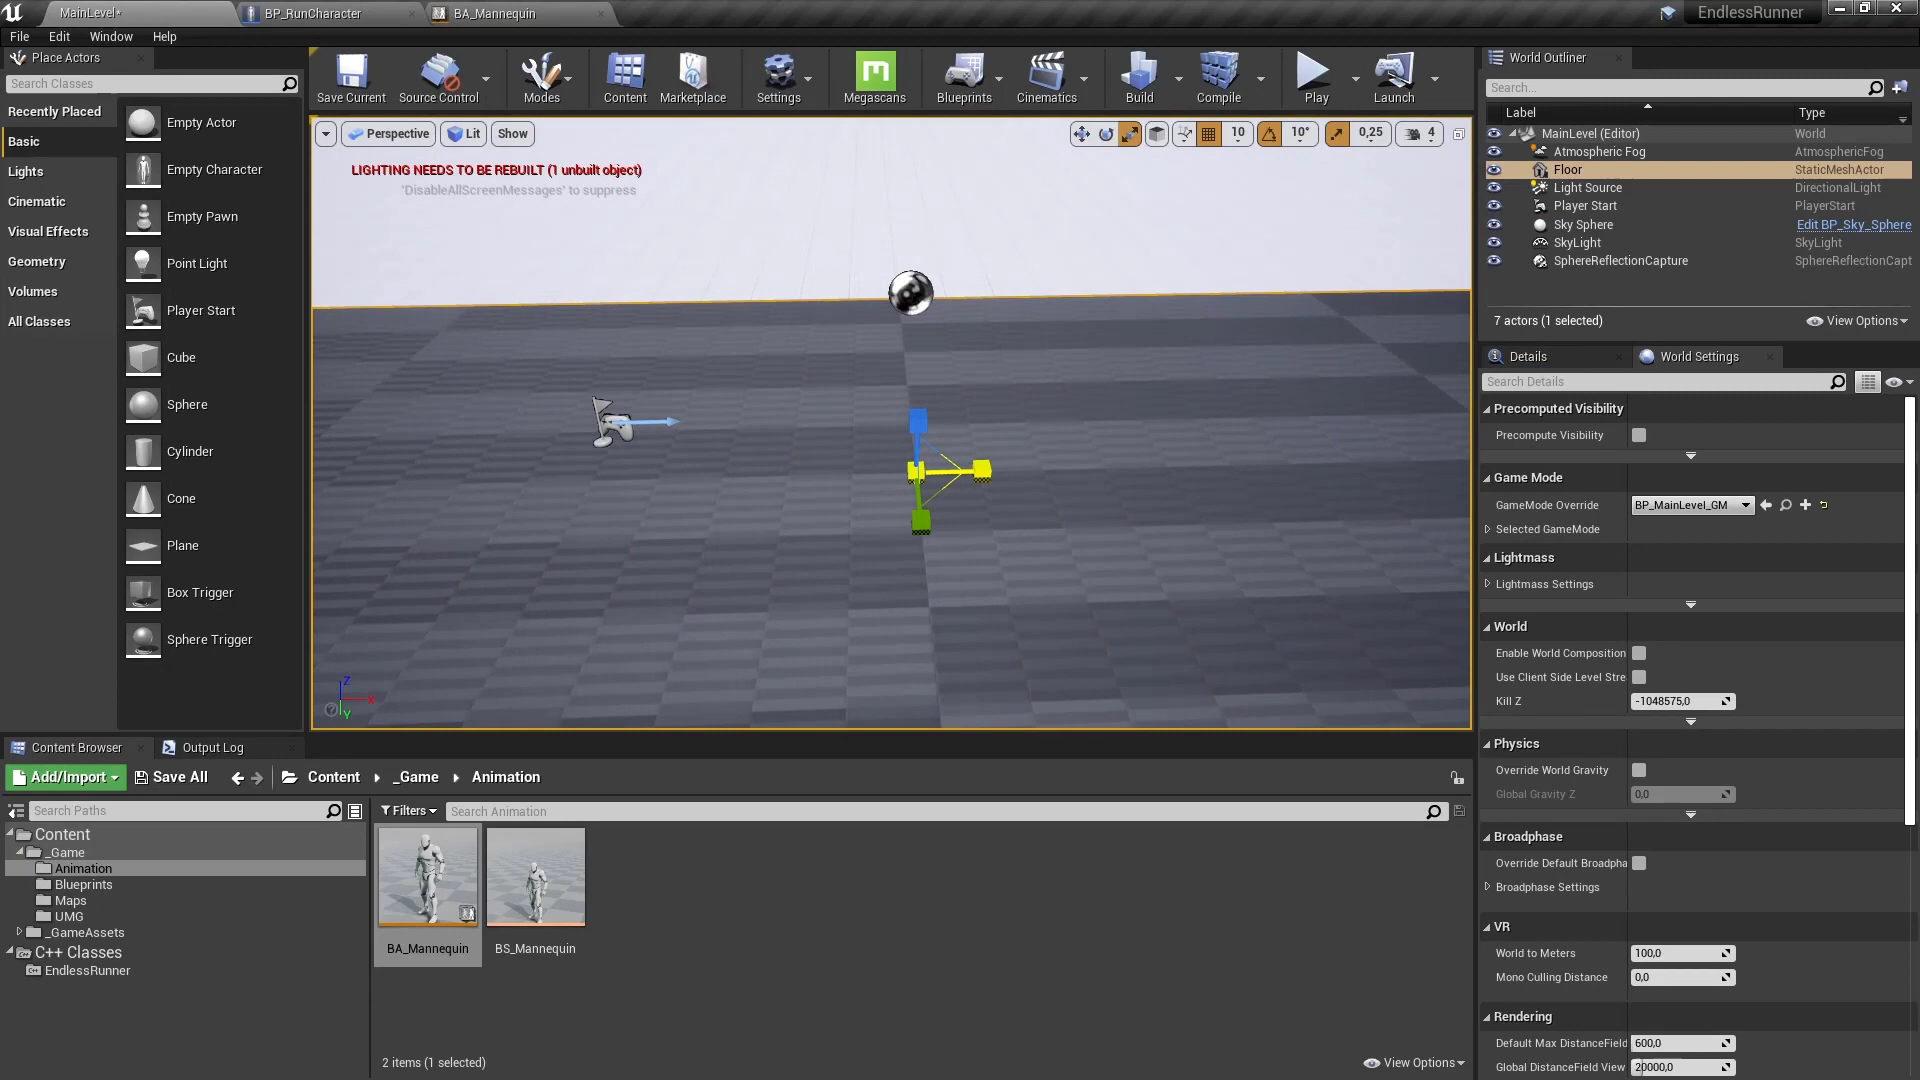 MainLevel*
BP_RunCharacter
BA_Mannequin
EndlessRunner
File
Edit
Window
Help
Place Actors
Search Classes
Recently Placed
Basic
Lights
Cinematic
Visual Effects
Geometry
Volumes
All Classes
Empty Actor
Empty Character
Empty Pawn
Point Light
Player Start
Cube
Sphere
Cylinder
Cone
Plane
Box Trigger
Sphere Trigger
Save Current
Source Control
Modes
Content
Marketplace
Settings
Megascans
Blueprints
Cinematics
Build
Compile
Play
Launch
Perspective
Lit
Show
10
10°
0,25
4
LIGHTING NEEDS TO BE REBUILT (1 unbuilt object)
'DisableAllScreenMessages' to suppress
Z
X
Y
World Outliner
Search...
Label
Type
MainLevel (Editor)
World
Atmospheric Fog
AtmosphericFog
Floor
StaticMeshActor
Light Source
DirectionalLight
Player Start
PlayerStart
Sky Sphere
Edit BP_Sky_Sphere
SkyLight
SkyLight
SphereReflectionCapture
SphereReflectionCapt
7 actors (1 selected)
View Options
Details
World Settings
Search Details
Precomputed Visibility
Precompute Visibility
Game Mode
GameMode Override
BP_MainLevel_GM
Selected GameMode
Lightmass
Lightmass Settings
World
Enable World Composition
Use Client Side Level Stre
Kill Z
-1048575,0
Physics
Override World Gravity
Global Gravity Z
0,0
Broadphase
Override Default Broadpha
Broadphase Settings
VR
World to Meters
100,0
Mono Culling Distance
0,0
Rendering
Default Max DistanceField
600,0
Global DistanceField View
20000,0
Content Browser
Output Log
Add/Import
Save All
Content
_Game
Animation
Search Paths
Filters
Search Animation
Content
_Game
Animation
Blueprints
Maps
UMG
_GameAssets
C++ Classes
EndlessRunner
BA_Mannequin
BS_Mannequin
2 items (1 selected)
View Options